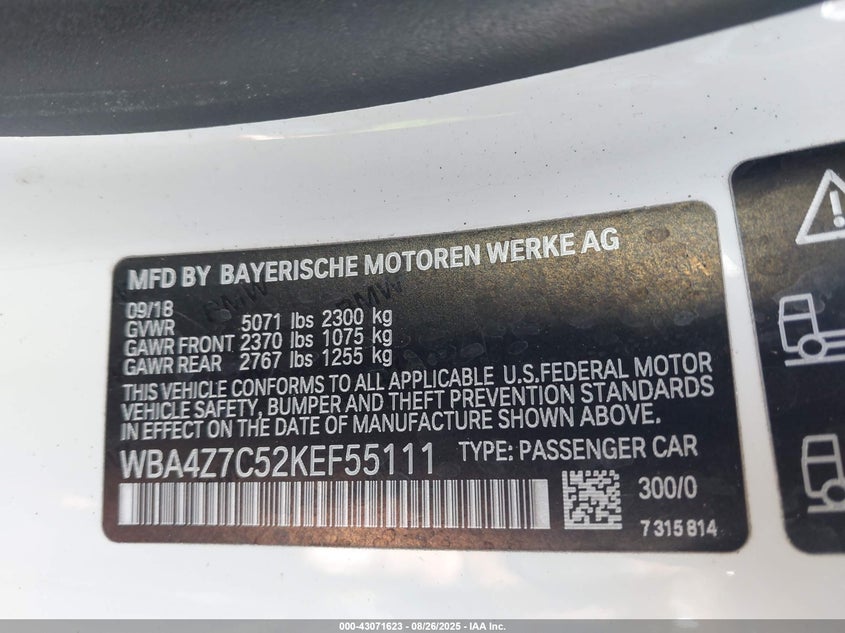 MFD BY BAYERISCHE MOTOREN WERKE AG
09/18
GVWR 5071 lbs 2300 kg
GAWR FRONT 2370 lbs 1075 kg
GAWR REAR 2767 lbs 1255 kg
THIS VEHICLE CONFORMS TO ALL APPLICABLE U.S.FEDERAL MOTOR
VEHICLE SAFETY, BUMPER AND THEFT PREVENTION STANDARDS
IN EFFECT ON THE DATE OF MANUFACTURE SHOWN ABOVE.
WBA4Z7C52KEF55111 TYPE: PASSENGER CAR
300/0
7315814
BMW BMW
000-43071623 - 08/26/2025 - IAA Inc.